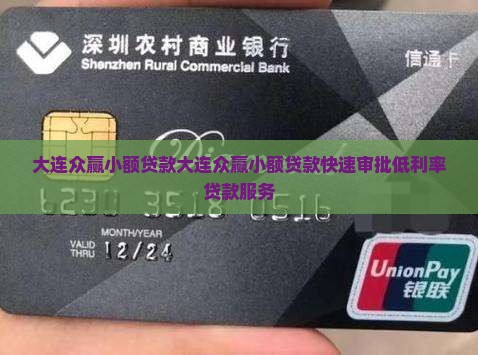 深圳农村商业银行
Shenzhen Rural Commercial Bank
信通卡
大连众赢小额贷款大连众赢小额贷款快速审批低利率
贷款服务
MONTH/YEAR
VALID
THRU
12/24
UnionPay
银联